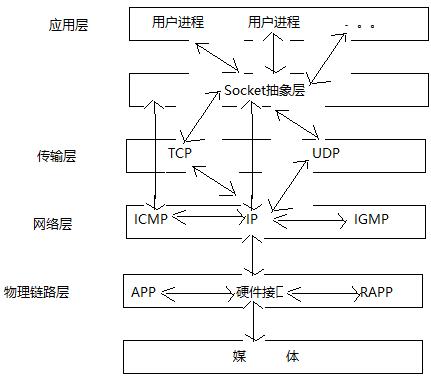 应用层 用户进程 用户进程 - 。。
Socket抽象层
传输层 TCP UDP
网络层 ICMP IP IGMP
物理链路层 APP 硬件接口 RAPP
媒 体